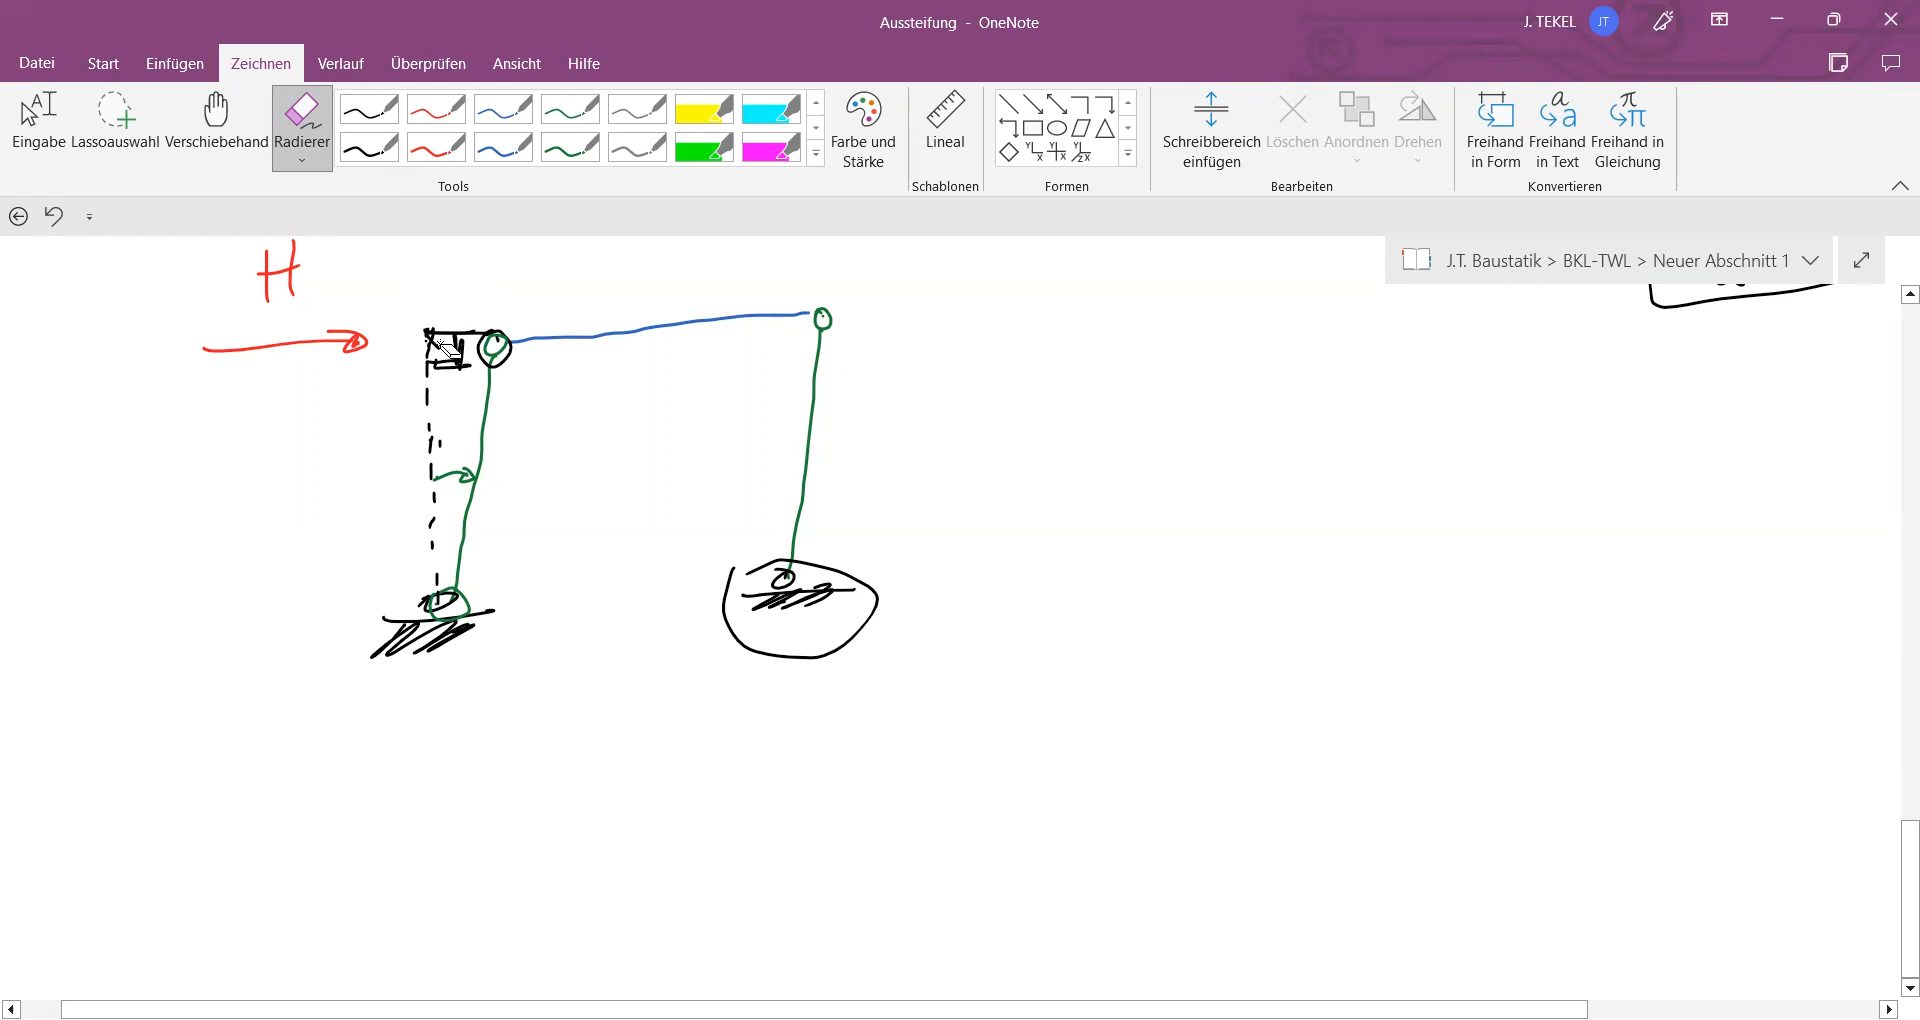 Aussteifung - OneNote
J. TEKEL
JT
Datei
Start
Einfügen
Zeichnen
Verlauf
Überprüfen
Ansicht
Hilfe
Eingabe
Lassoauswahl
Verschiebehand
Radierer
Farbe und
Stärke
Lineal
Schreibbereich
einfügen
Löschen
Anordnen
Drehen
Freihand
in Form
Freihand
in Text
Freihand in
Gleichung
Tools
Schablonen
Formen
Bearbeiten
Konvertieren
J.T. Baustatik > BKL-TWL > Neuer Abschnitt 1
H